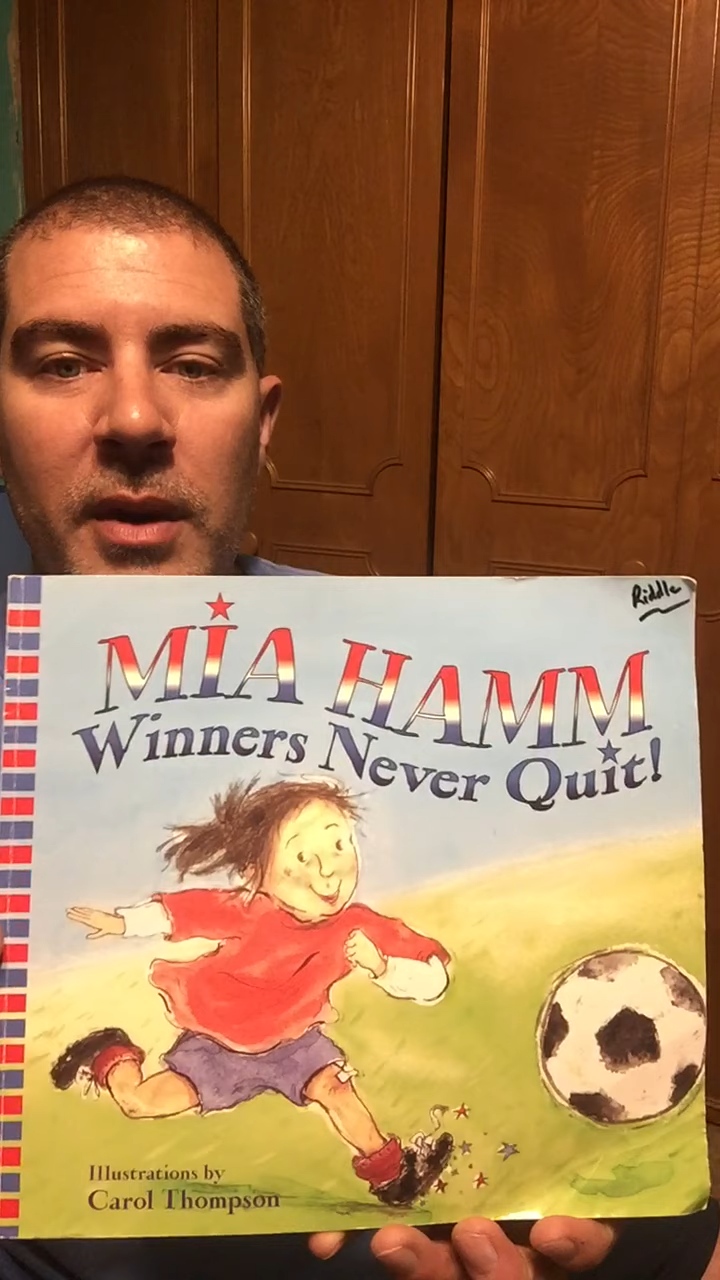 Riddle
MIA HAMM
Winners Never Quit!
Illustrations by
Carol Thompson